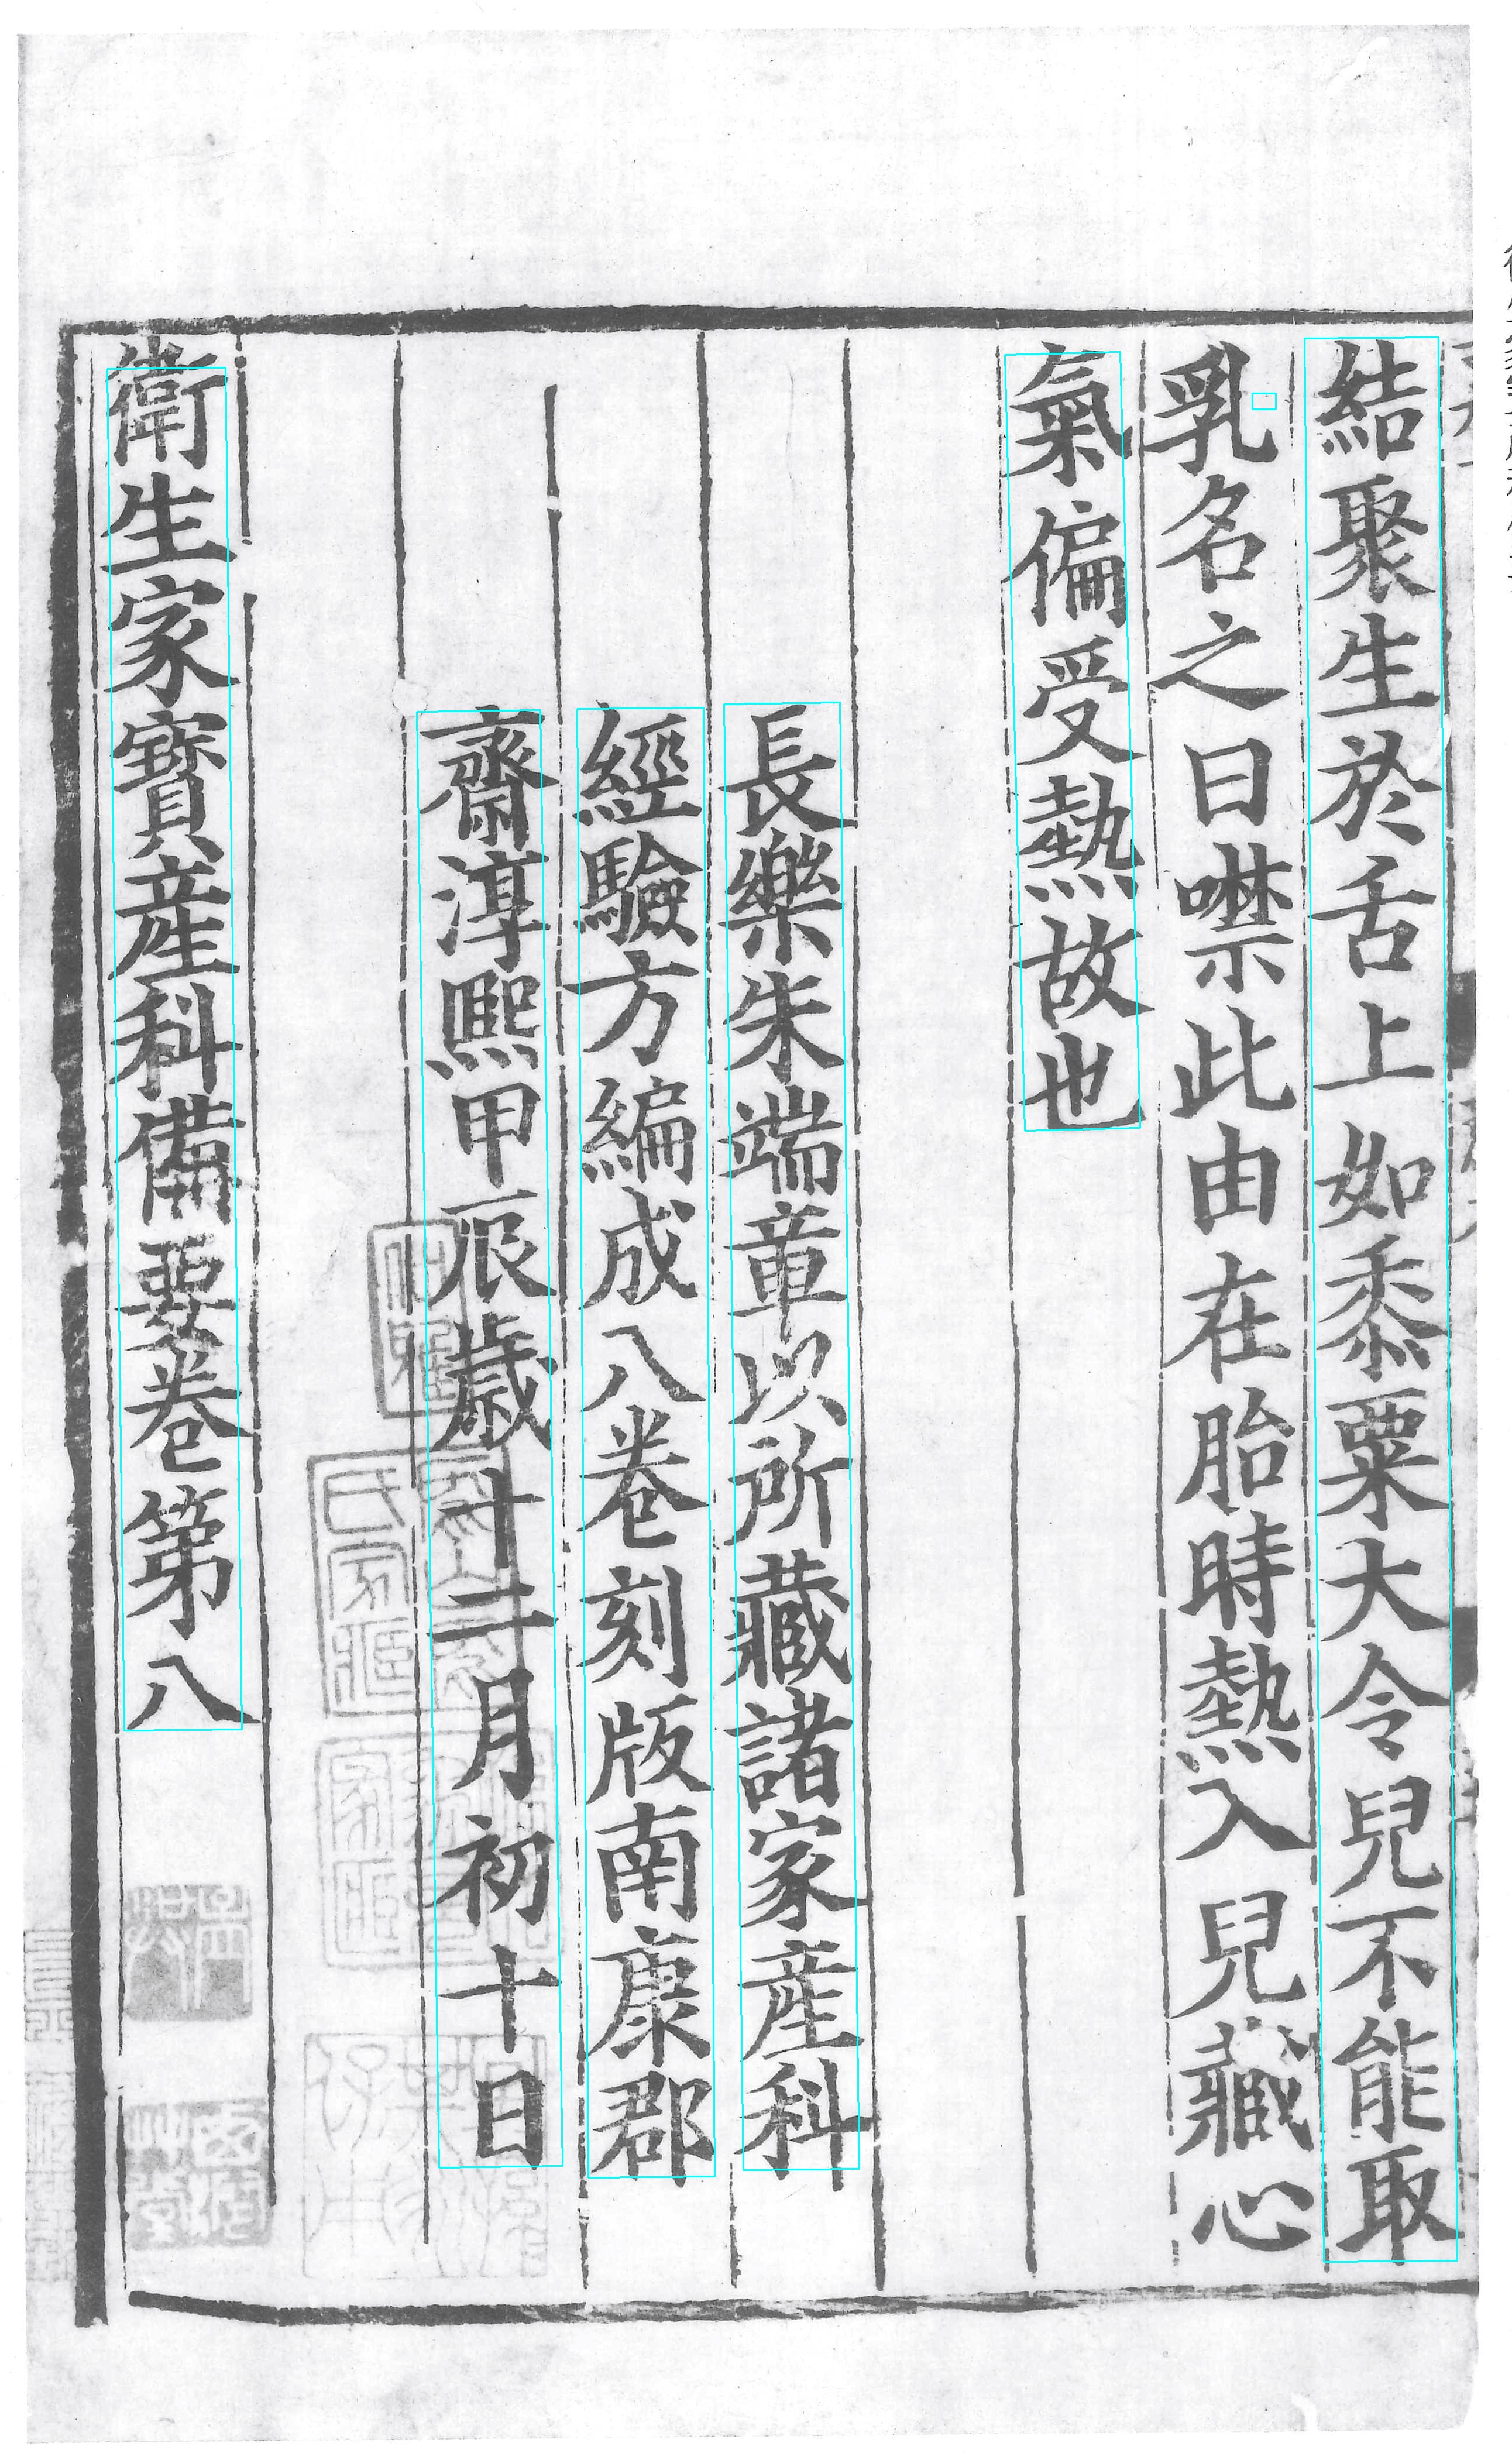 結聚生於舌上如黍粟大令兒不能取
乳名之曰噤此由在胎時熱入兒藏心
氣偏受熱故也
長樂朱端章以所藏諸家産科
經驗方編成八卷刻版南康郡
齋淳熙甲辰歲十二月初十日
衛生家寶産科備要卷第八